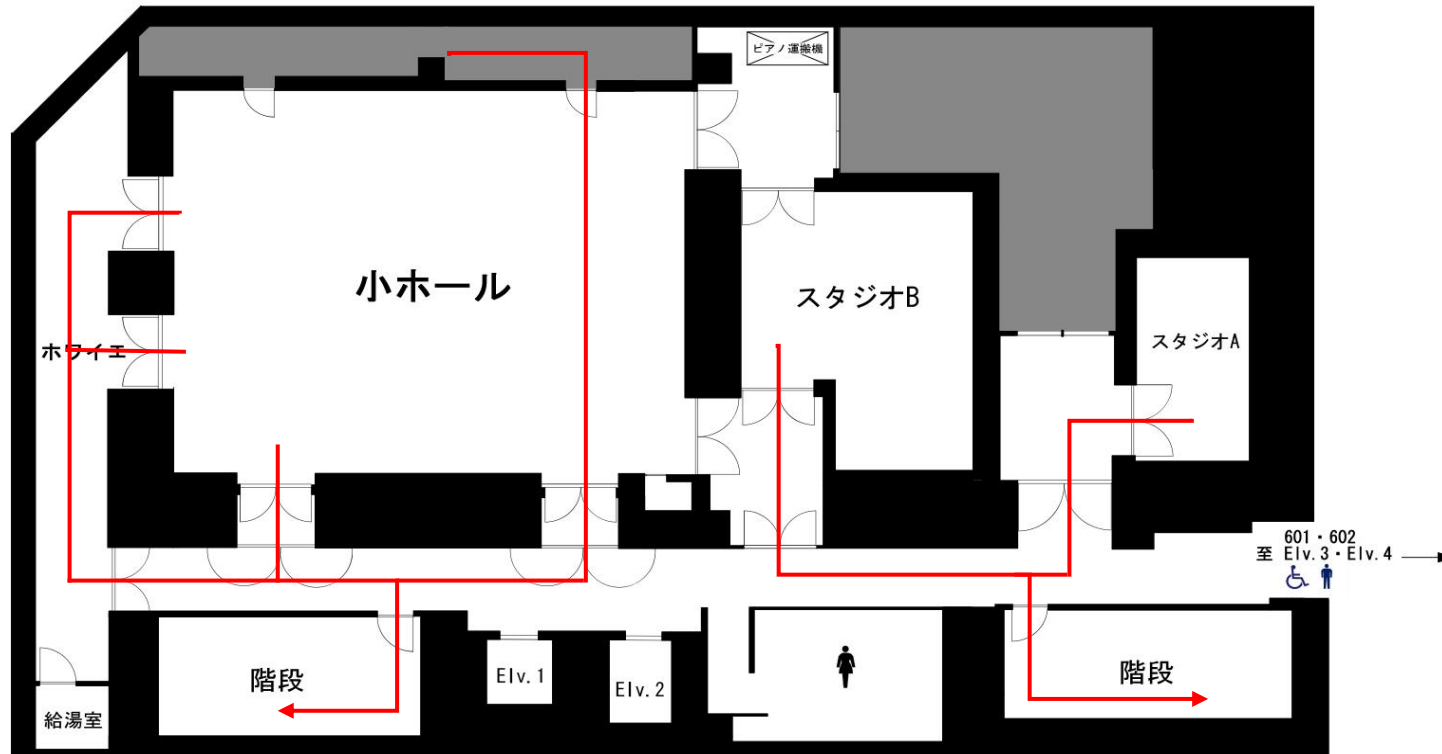 ピアノ運搬機
小ホール
スタジオB
スタジオA
ホワイエ
601・602
至 Elv.3・Elv.4
階段
Elv.1
Elv.2
階段
給湯室